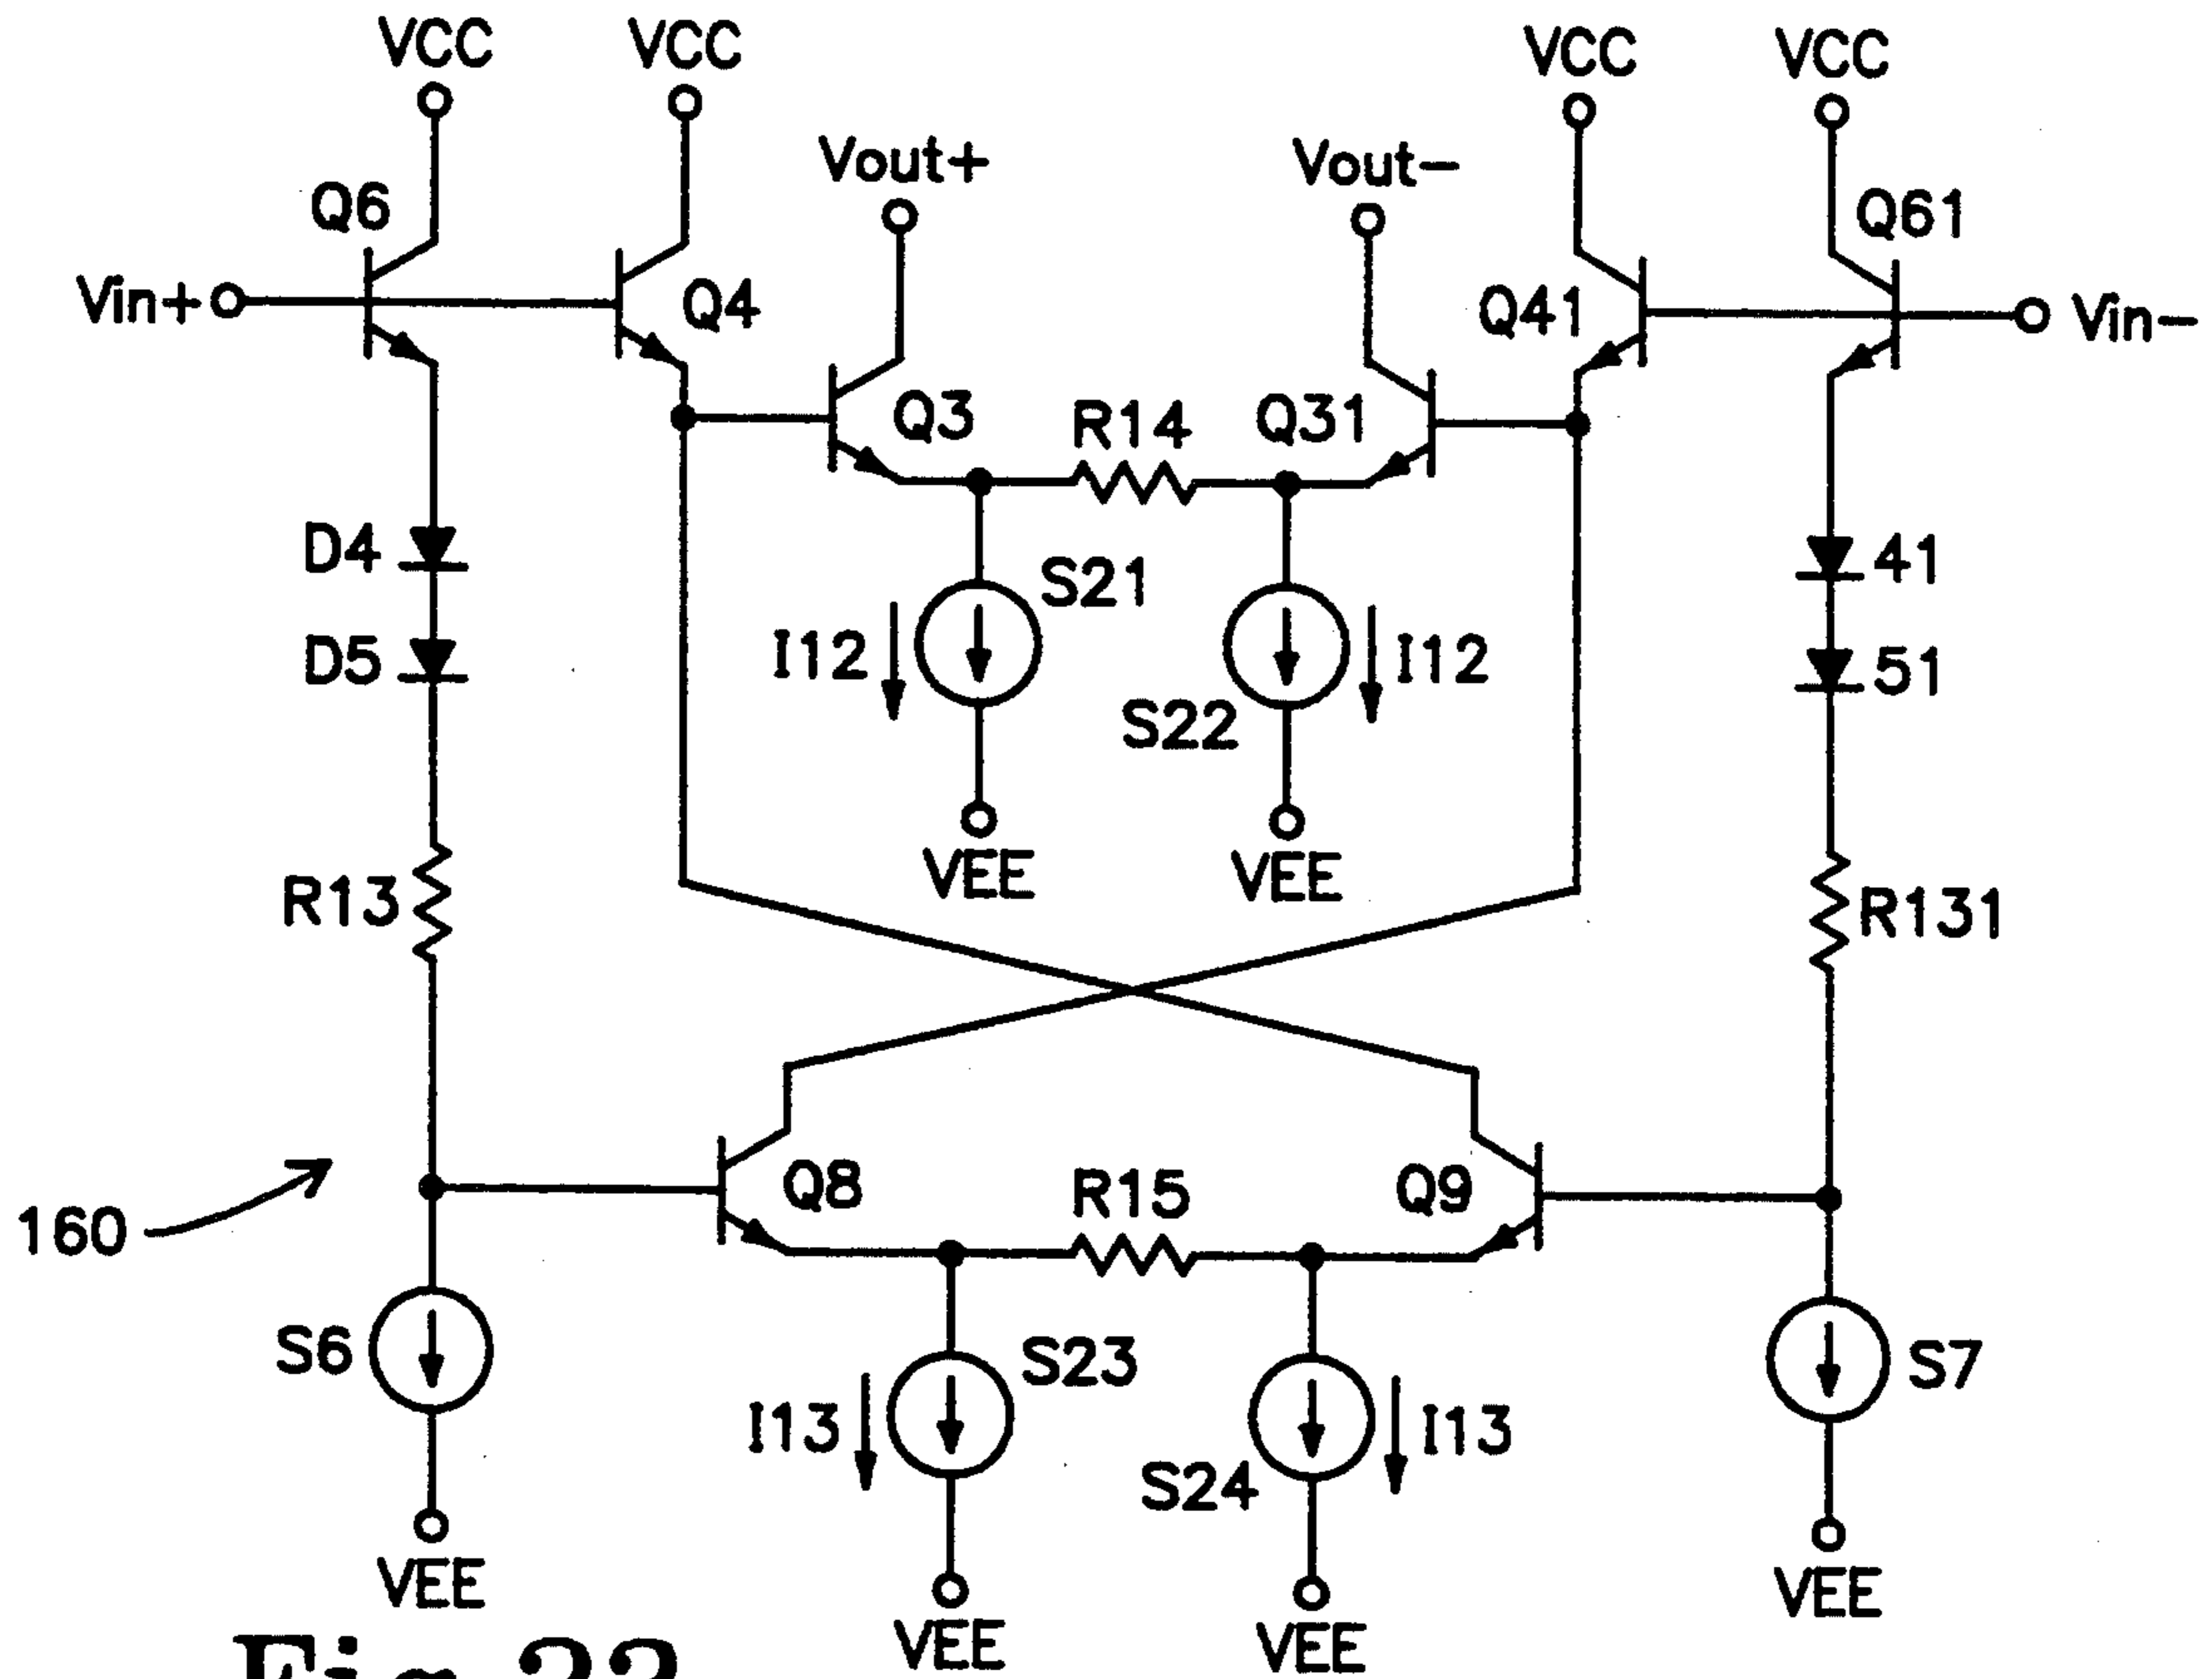 VCC VCC VCC VCC
Vout+ Vout-
Q6 Q61
Vin+ Q4 Q41 Vin-
Q3 R14 Q31
D4 S21 41
D5 I12 I12 51
S22
VEE VEE
R13 R131
160 Q8 R15 Q9
S6 S23 S7
I13 I13
S24
VEE VEE
VEE VEE
Fig.22